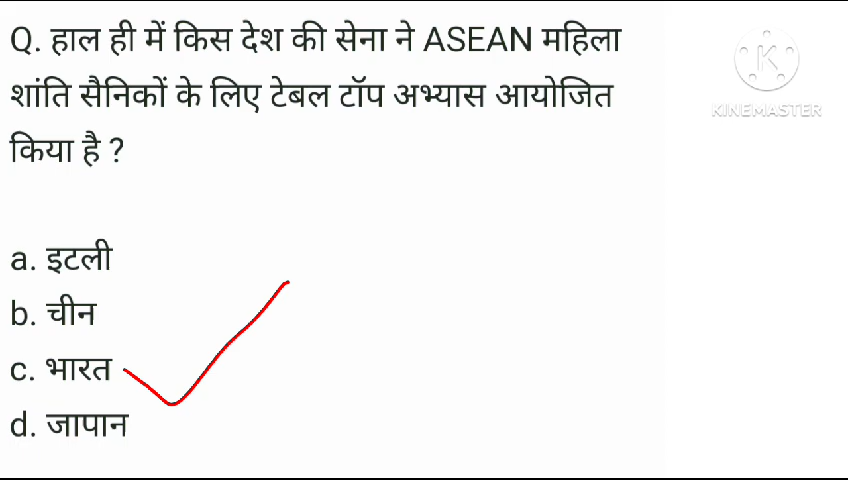 Q. हाल ही में किस देश की सेना ने ASEAN महिला
शांति सैनिकों के लिए टेबल टॉप अभ्यास आयोजित
किया है ?
a. इटली
b. चीन
c. भारत
d. जापान
K
KINEMASTER